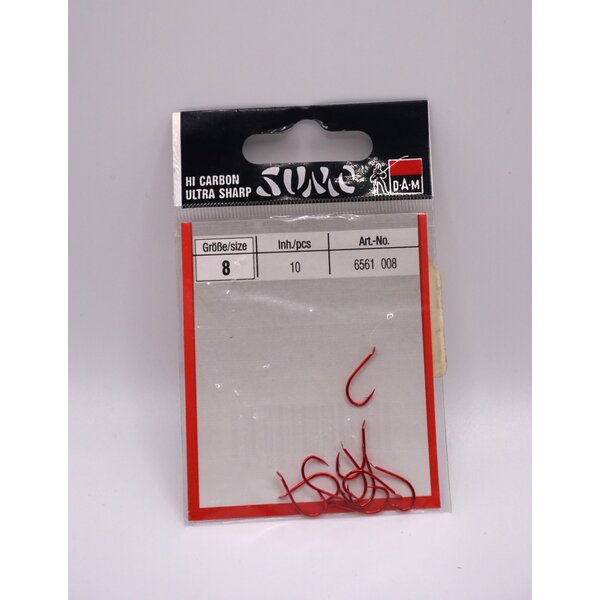 HI CARBON
ULTRA SHARP
SUMO
D·A·M
Größe/size Inh./pcs Art.-No.
8 10 6561 008